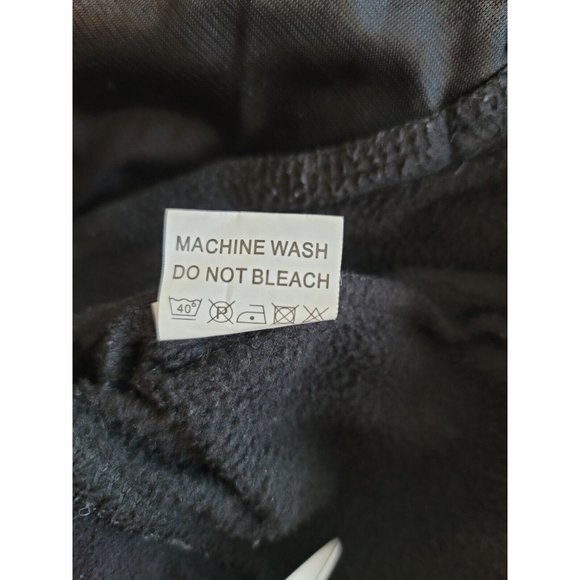 MACHINE WASH
DO NOT BLEACH
40° P